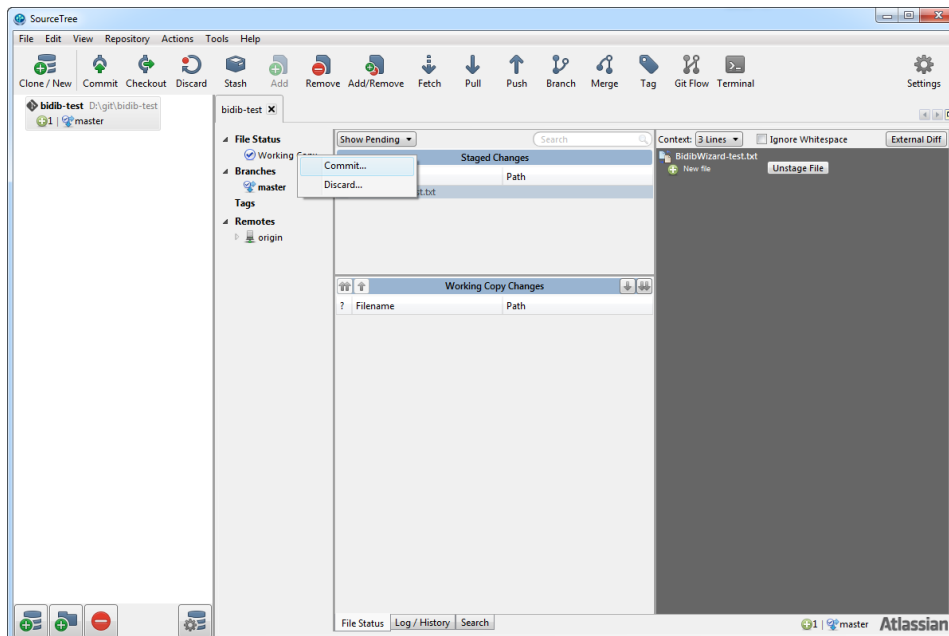 SourceTree
File Edit View Repository Actions Tools Help
Clone / New Commit Checkout Discard Stash Add Remove Add/Remove Fetch Pull Push Branch Merge Tag Git Flow Terminal Settings
bidib-test D:\git\bidib-test
1 | master
bidib-test
File Status
Working
Branches
master
Tags
Remotes
origin
Commit...
Discard...
Show Pending
Search
Staged Changes
Path
st.txt
Working Copy Changes
? Filename Path
Context: 3 Lines Ignore Whitespace External Diff
BidibWizard-test.txt
New file Unstage File
File Status Log / History Search
1 | master Atlassian